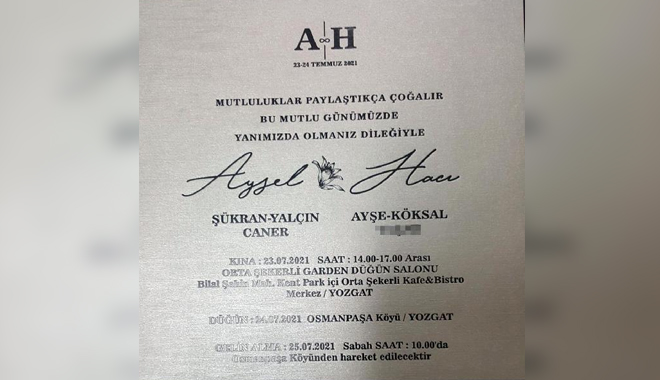 A∞H
23-24 TEMMUZ 2021
MUTLULUKLAR PAYLAŞTIKÇA ÇOĞALIR
BU MUTLU GÜNÜMÜZDE
YANIMIZDA OLMANIZ DİLEĞİYLE
Aysel Hacı
ŞÜKRAN-YALÇIN AYŞE-KÖKSAL
CANER
KINA : 23.07.2021 SAAT : 14.00-17.00 Arası
ORTA ŞEKERLİ GARDEN DÜĞÜN SALONU
Bilal Şahin Mah. Kent Park içi Orta Şekerli Kafe&Bistro
Merkez / YOZGAT
DÜĞÜN : 24.07.2021 OSMANPAŞA Köyü / YOZGAT
GELİN ALMA : 25.07.2021 Sabah SAAT : 10.00'da
Osmanpaşa Köyünden hareket edilecektir